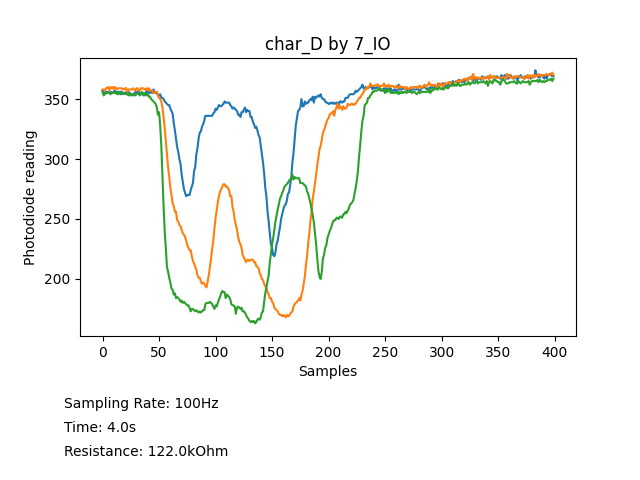 char_D by 7_IO
Photodiode reading
350
300
250
200
0 50 100 150 200 250 300 350 400
Samples
Sampling Rate: 100Hz
Time: 4.0s
Resistance: 122.0kOhm